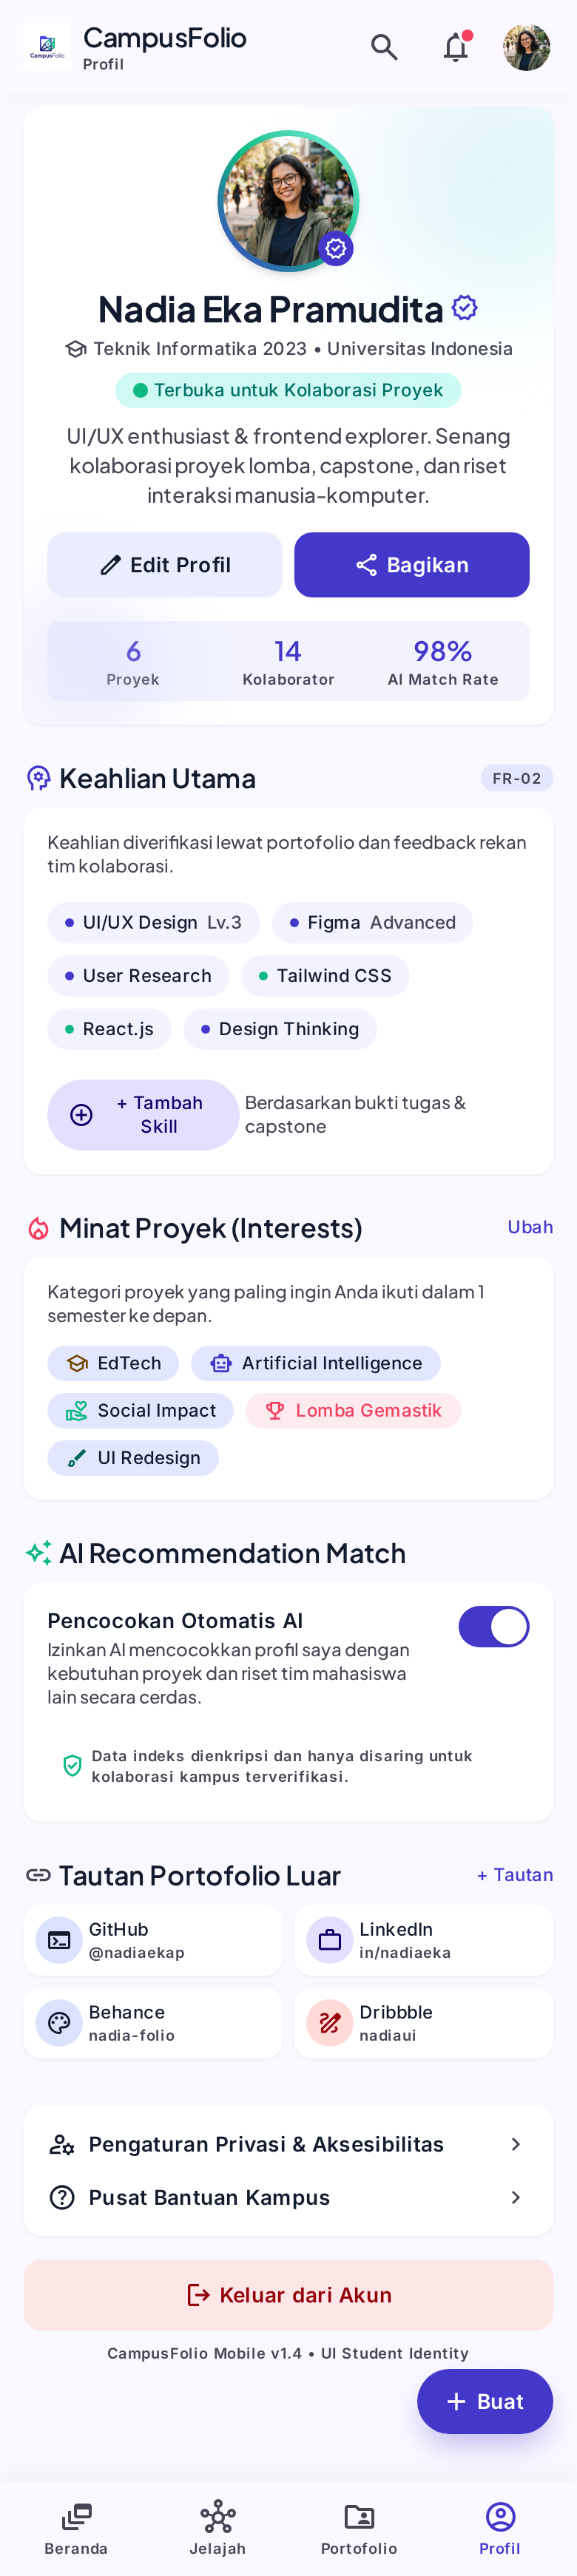 CampusFolio
CampusFolio
Profil
Nadia Eka Pramudita
Teknik Informatika 2023 • Universitas Indonesia
Terbuka untuk Kolaborasi Proyek
UI/UX enthusiast & frontend explorer. Senang
kolaborasi proyek lomba, capstone, dan riset
interaksi manusia-komputer.
Edit Profil
Bagikan
6
14
98%
Proyek
Kolaborator
AI Match Rate
Keahlian Utama
FR-02
Keahlian diverifikasi lewat portofolio dan feedback rekan
tim kolaborasi.
UI/UX Design Lv.3
Figma Advanced
User Research
Tailwind CSS
React.js
Design Thinking
+ Tambah
Skill
Berdasarkan bukti tugas &
capstone
Minat Proyek (Interests)
Ubah
Kategori proyek yang paling ingin Anda ikuti dalam 1
semester ke depan.
EdTech
Artificial Intelligence
Social Impact
Lomba Gemastik
UI Redesign
AI Recommendation Match
Pencocokan Otomatis AI
Izinkan AI mencocokkan profil saya dengan
kebutuhan proyek dan riset tim mahasiswa
lain secara cerdas.
Data indeks dienkripsi dan hanya disaring untuk
kolaborasi kampus terverifikasi.
Tautan Portofolio Luar
+ Tautan
GitHub
@nadiaekap
LinkedIn
in/nadiaeka
Behance
nadia-folio
Dribbble
nadiaui
Pengaturan Privasi & Aksesibilitas
Pusat Bantuan Kampus
Keluar dari Akun
CampusFolio Mobile v1.4 • UI Student Identity
Buat
Beranda
Jelajah
Portofolio
Profil